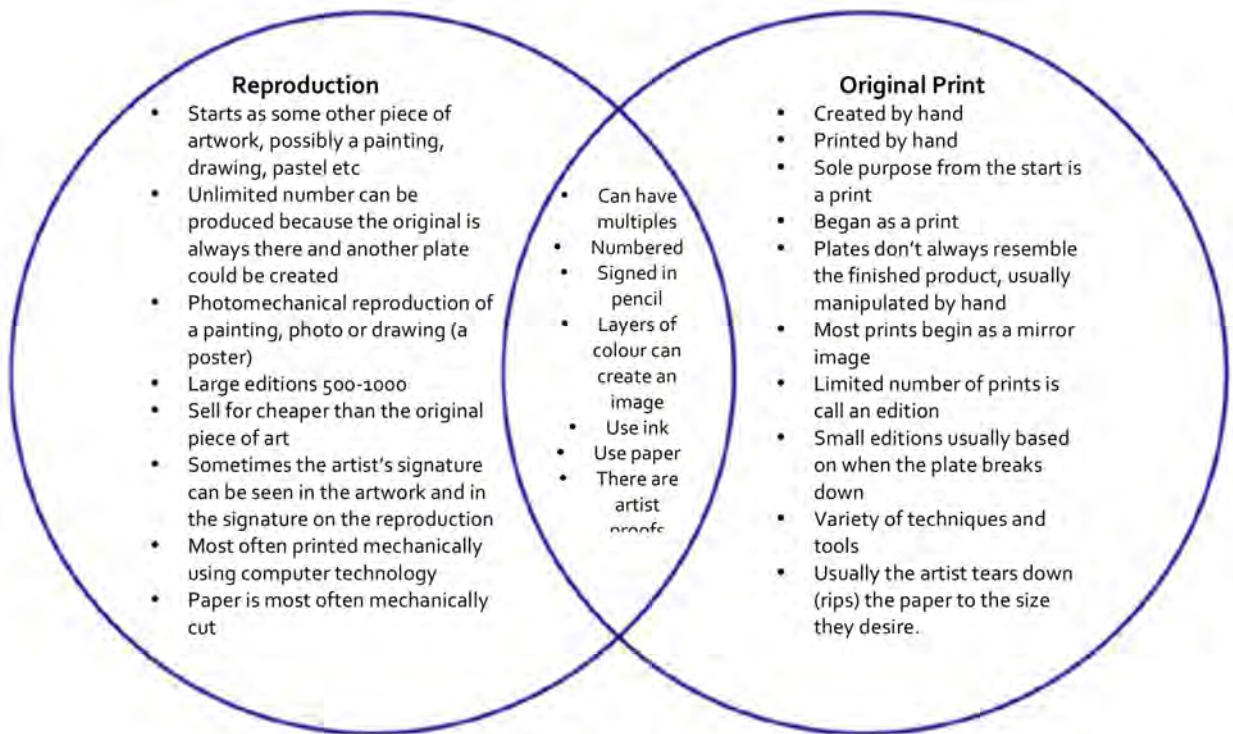 Reproduction
• Starts as some other piece of
artwork, possibly a painting,
drawing, pastel etc
• Unlimited number can be
produced because the original is
always there and another plate
could be created
• Photomechanical reproduction of
a painting, photo or drawing (a
poster)
• Large editions 500-1000
• Sell for cheaper than the original
piece of art
• Sometimes the artist's signature
can be seen in the artwork and in
the signature on the reproduction
• Most often printed mechanically
using computer technology
• Paper is most often mechanically
cut
• Can have
multiples
• Numbered
• Signed in
pencil
• Layers of
colour can
create an
image
• Use ink
• Use paper
• There are
artist
proofs
Original Print
• Created by hand
• Printed by hand
• Sole purpose from the start is
a print
• Began as a print
• Plates don't always resemble
the finished product, usually
manipulated by hand
• Most prints begin as a mirror
image
• Limited number of prints is
call an edition
• Small editions usually based
on when the plate breaks
down
• Variety of techniques and
tools
• Usually the artist tears down
(rips) the paper to the size
they desire.